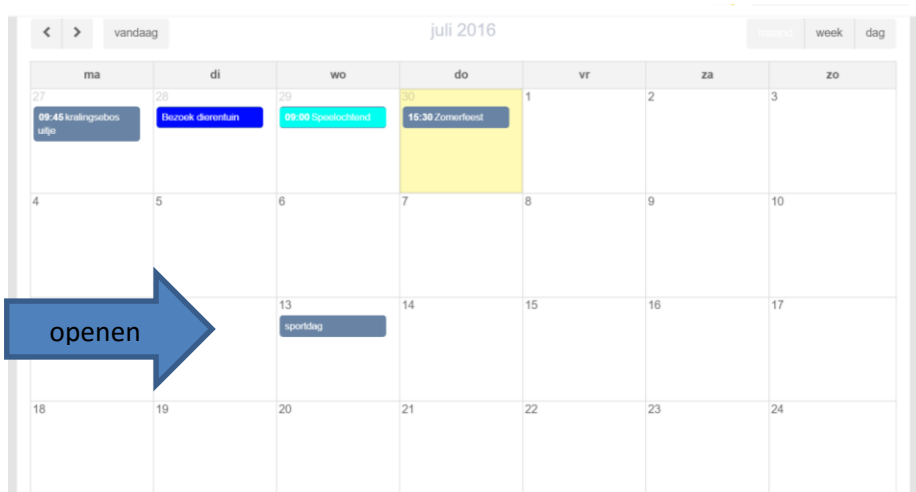 vandaag juli 2016 maand week dag
ma di wo do vr za zo
27 28 29 30 1 2 3
09:45 kralingsebos Bezoek dierentuin 09:00 Speelochtend 15:30 Zomerfeest
uitje
4 5 6 7 8 9 10
13 14 15 16 17
sportdag
openen
18 19 20 21 22 23 24